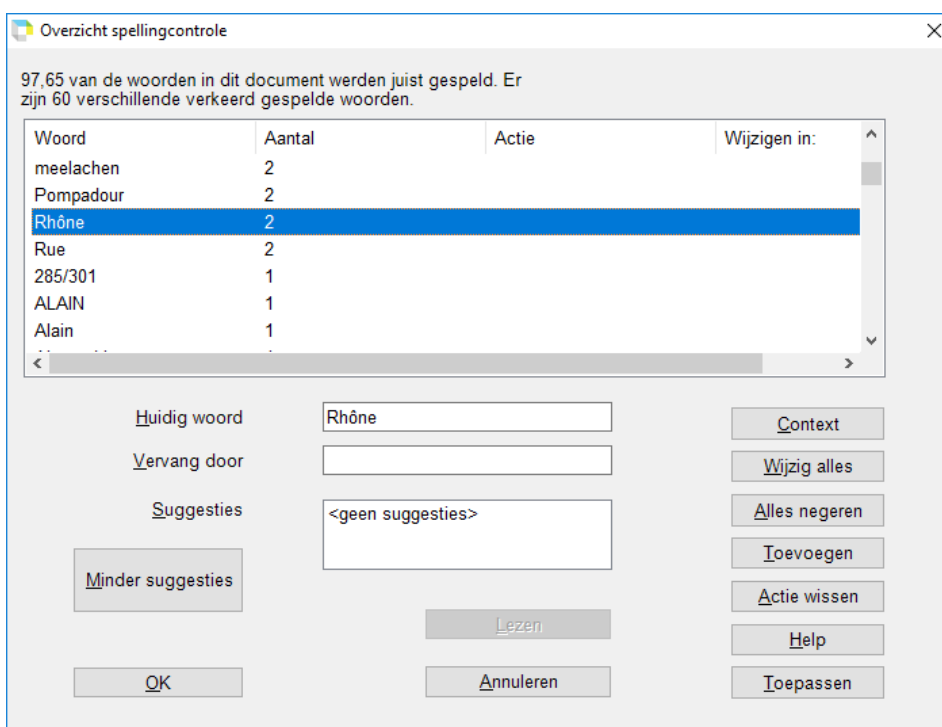 Overzicht spellingcontrole
97,65 van de woorden in dit document werden juist gespeld. Er
zijn 60 verschillende verkeerd gespelde woorden.
Woord Aantal Actie Wijzigen in:
meelachen 2
Pompadour 2
Rhône 2
Rue 2
285/301 1
ALAIN 1
Alain 1
Huidig woord Rhône Context
Vervang door Wijzig alles
Suggesties <geen suggesties> Alles negeren
Toevoegen
Minder suggesties Actie wissen
Lezen Help
OK Annuleren Toepassen